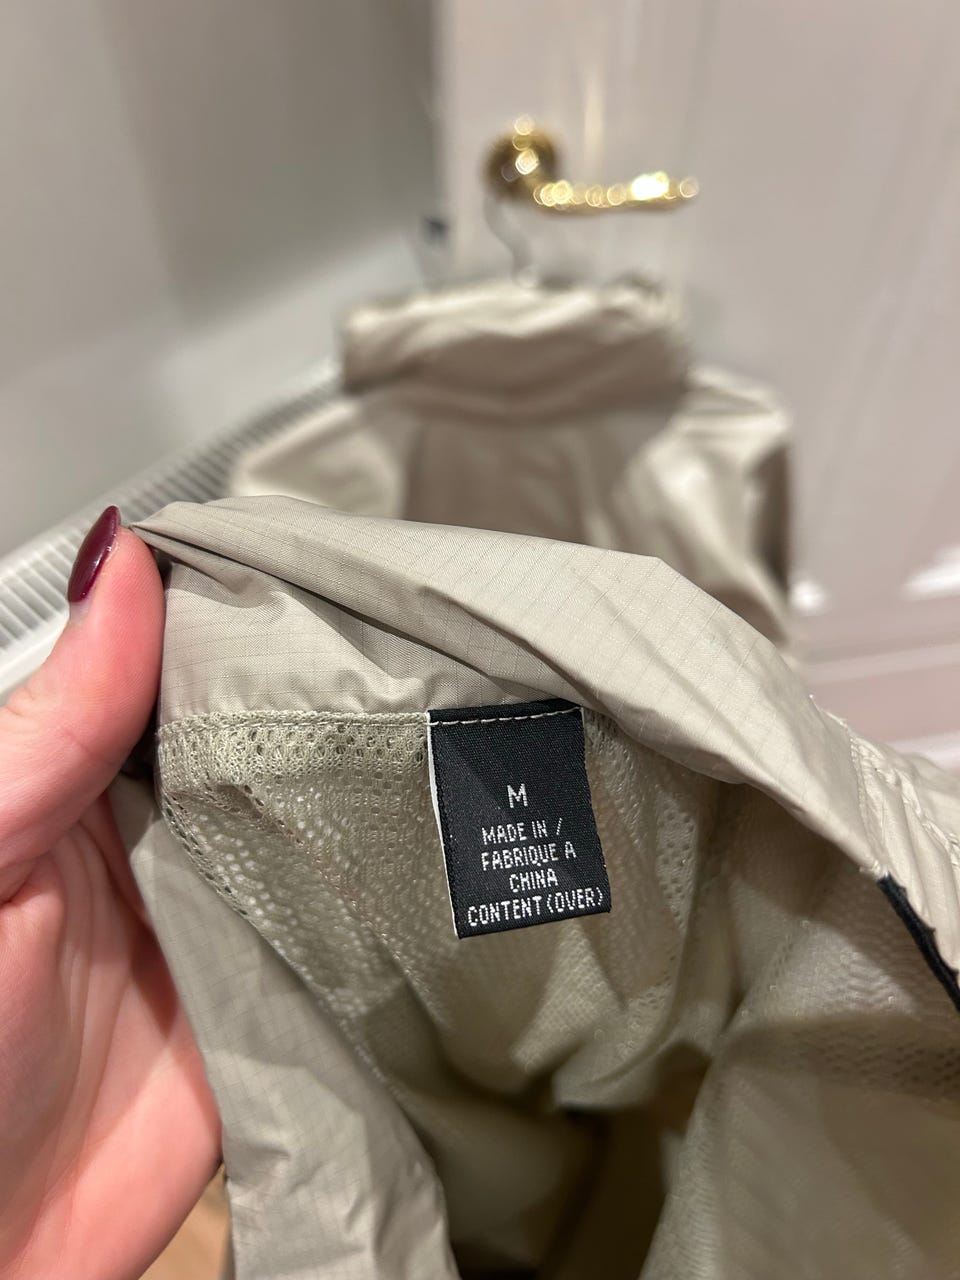 M
MADE IN /
FABRIQUE A
CHINA
CONTENT(OVER)